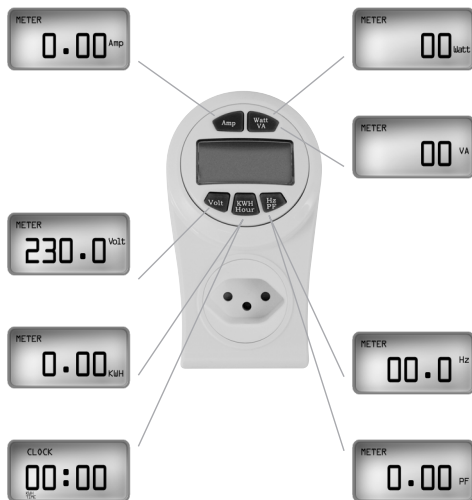 METER
0.00 Amp
METER
00 Watt
Amp
Watt
VA
METER
00 VA
Volt
KWH
Hour
Hz
PF
METER
230.0 Volt
METER
0.00 KWH
METER
00.0 Hz
CLOCK
00:00
METER
0.00 PF